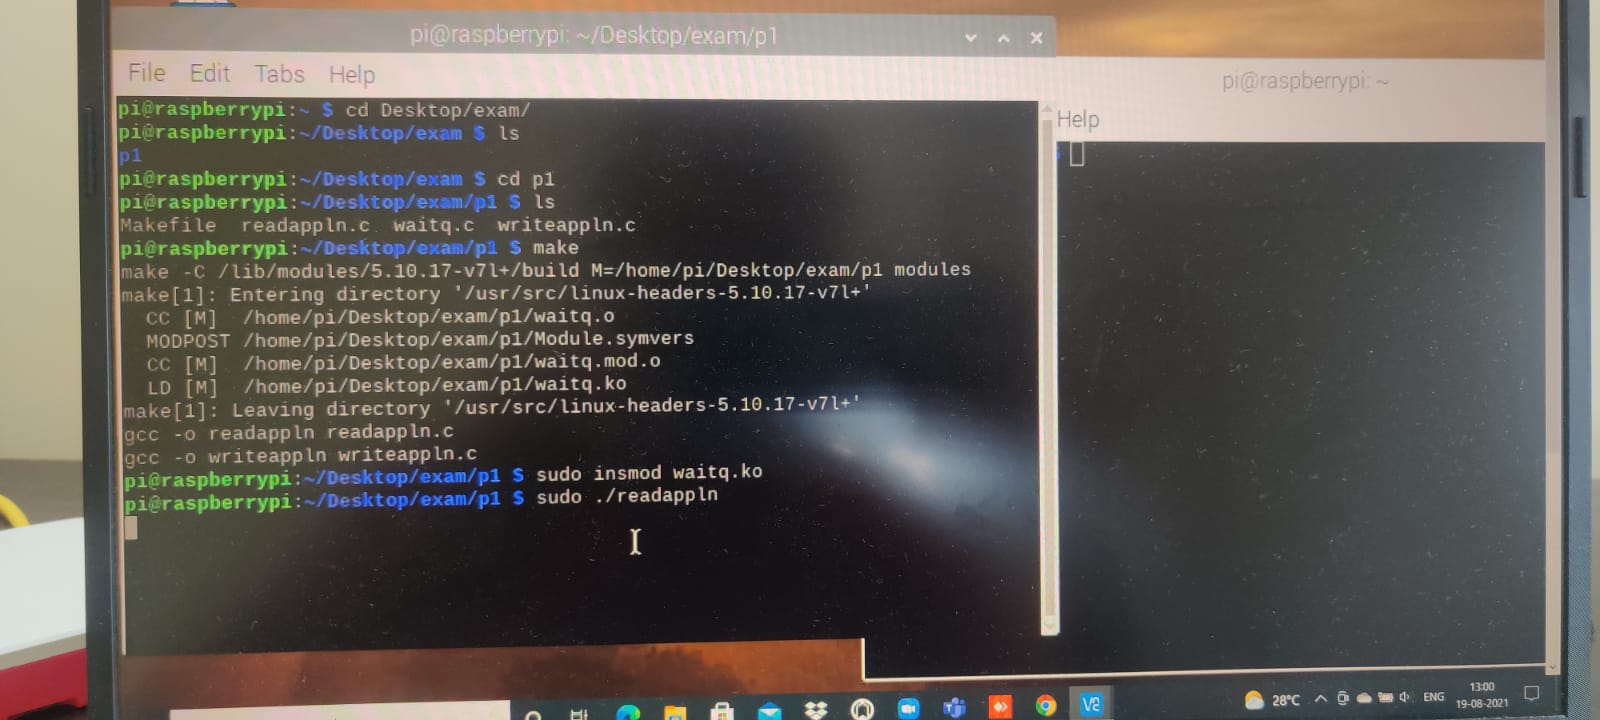 pi@raspberrypi: ~/Desktop/exam/p1
File Edit Tabs Help
pi@raspberrypi:~ $ cd Desktop/exam/
pi@raspberrypi:~/Desktop/exam $ ls
p1
pi@raspberrypi:~/Desktop/exam $ cd p1
pi@raspberrypi:~/Desktop/exam/p1 $ ls
Makefile readappln.c waitq.c writeappln.c
pi@raspberrypi:~/Desktop/exam/p1 $ make
make -C /lib/modules/5.10.17-v7l+/build M=/home/pi/Desktop/exam/p1 modules
make[1]: Entering directory '/usr/src/linux-headers-5.10.17-v7l+'
CC [M] /home/pi/Desktop/exam/p1/waitq.o
MODPOST /home/pi/Desktop/exam/p1/Module.symvers
CC [M] /home/pi/Desktop/exam/p1/waitq.mod.o
LD [M] /home/pi/Desktop/exam/p1/waitq.ko
make[1]: Leaving directory '/usr/src/linux-headers-5.10.17-v7l+'
gcc -o readappln readappln.c
gcc -o writeappln writeappln.c
pi@raspberrypi:~/Desktop/exam/p1 $ sudo insmod waitq.ko
pi@raspberrypi:~/Desktop/exam/p1 $ sudo ./readappln
pi@raspberrypi: ~
Help
28°C
ENG
13:00
19-08-2021